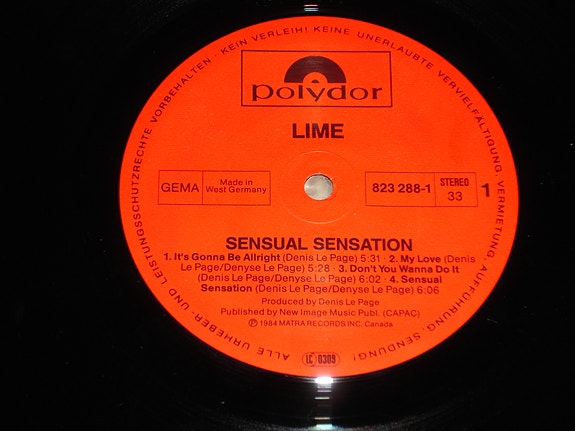 ALLE URHEBER- UND LEISTUNGSSCHUTZRECHTE VORBEHALTEN · KEIN VERLEIH! KEINE UNERLAUBTE VERVIELFÄLTIGUNG, VERMIETUNG, AUFFÜHRUNG, SENDUNG!
polydor
LIME
GEMA
Made in
West Germany
823 288-1
STEREO
33
1
SENSUAL SENSATION
1. It's Gonna Be Allright (Denis Le Page) 5:31 · 2. My Love (Denis
Le Page/Denyse Le Page) 5:28 · 3. Don't You Wanna Do It
(Denis Le Page/Denyse Le Page) 6:02 · 4. Sensual
Sensation (Denis Le Page/Denyse Le Page) 6:06
Produced by Denis Le Page
Published by New Image Music Publ. (CAPAC)
℗ 1984 MATRA RECORDS INC. Canada
LC 0309